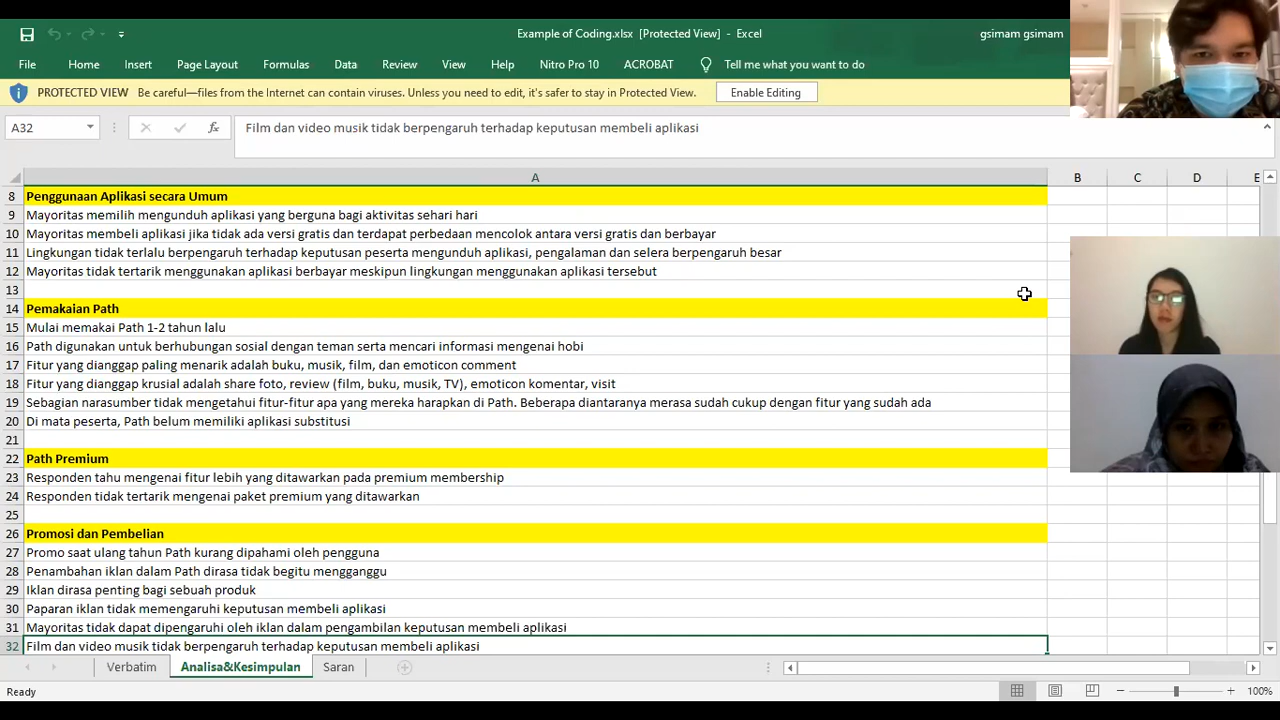 Example of Coding.xlsx [Protected View] - Excel
gsimam gsimam
File Home Insert Page Layout Formulas Data Review View Help Nitro Pro 10 ACROBAT Tell me what you want to do
PROTECTED VIEW Be careful—files from the Internet can contain viruses. Unless you need to edit, it's safer to stay in Protected View. Enable Editing
A32 fx Film dan video musik tidak berpengaruh terhadap keputusan membeli aplikasi
A B C D E
8 Penggunaan Aplikasi secara Umum
9 Mayoritas memilih mengunduh aplikasi yang berguna bagi aktivitas sehari hari
10 Mayoritas membeli aplikasi jika tidak ada versi gratis dan terdapat perbedaan mencolok antara versi gratis dan berbayar
11 Lingkungan tidak terlalu berpengaruh terhadap keputusan peserta mengunduh aplikasi, pengalaman dan selera berpengaruh besar
12 Mayoritas tidak tertarik menggunakan aplikasi berbayar meskipun lingkungan menggunakan aplikasi tersebut
13
14 Pemakaian Path
15 Mulai memakai Path 1-2 tahun lalu
16 Path digunakan untuk berhubungan sosial dengan teman serta mencari informasi mengenai hobi
17 Fitur yang dianggap paling menarik adalah buku, musik, film, dan emoticon comment
18 Fitur yang dianggap krusial adalah share foto, review (film, buku, musik, TV), emoticon komentar, visit
19 Sebagian narasumber tidak mengetahui fitur-fitur apa yang mereka harapkan di Path. Beberapa diantaranya merasa sudah cukup dengan fitur yang sudah ada
20 Di mata peserta, Path belum memiliki aplikasi substitusi
21
22 Path Premium
23 Responden tahu mengenai fitur lebih yang ditawarkan pada premium membership
24 Responden tidak tertarik mengenai paket premium yang ditawarkan
25
26 Promosi dan Pembelian
27 Promo saat ulang tahun Path kurang dipahami oleh pengguna
28 Penambahan iklan dalam Path dirasa tidak begitu mengganggu
29 Iklan dirasa penting bagi sebuah produk
30 Paparan iklan tidak memengaruhi keputusan membeli aplikasi
31 Mayoritas tidak dapat dipengaruhi oleh iklan dalam pengambilan keputusan membeli aplikasi
32 Film dan video musik tidak berpengaruh terhadap keputusan membeli aplikasi
Verbatim Analisa&Kesimpulan Saran
Ready
100%